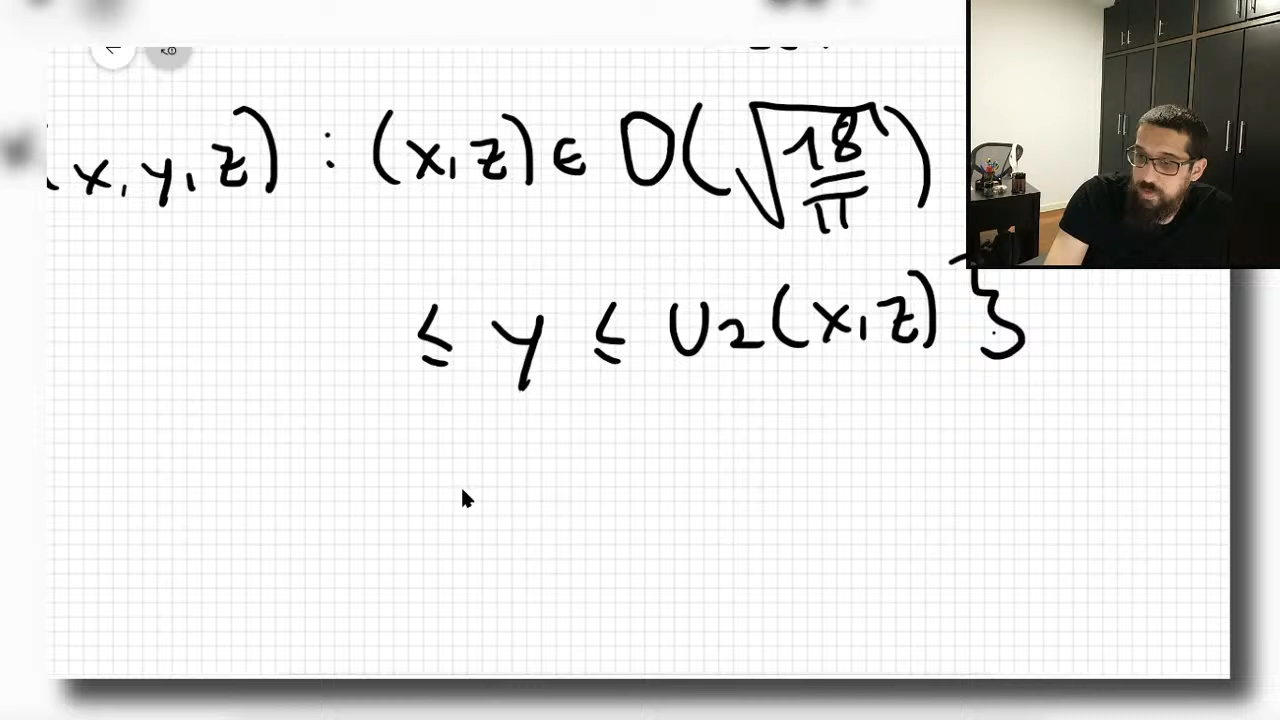 x, y, z) : (x, z) ∈ D(√(18/π))
≤ y ≤ U2(x, z) }